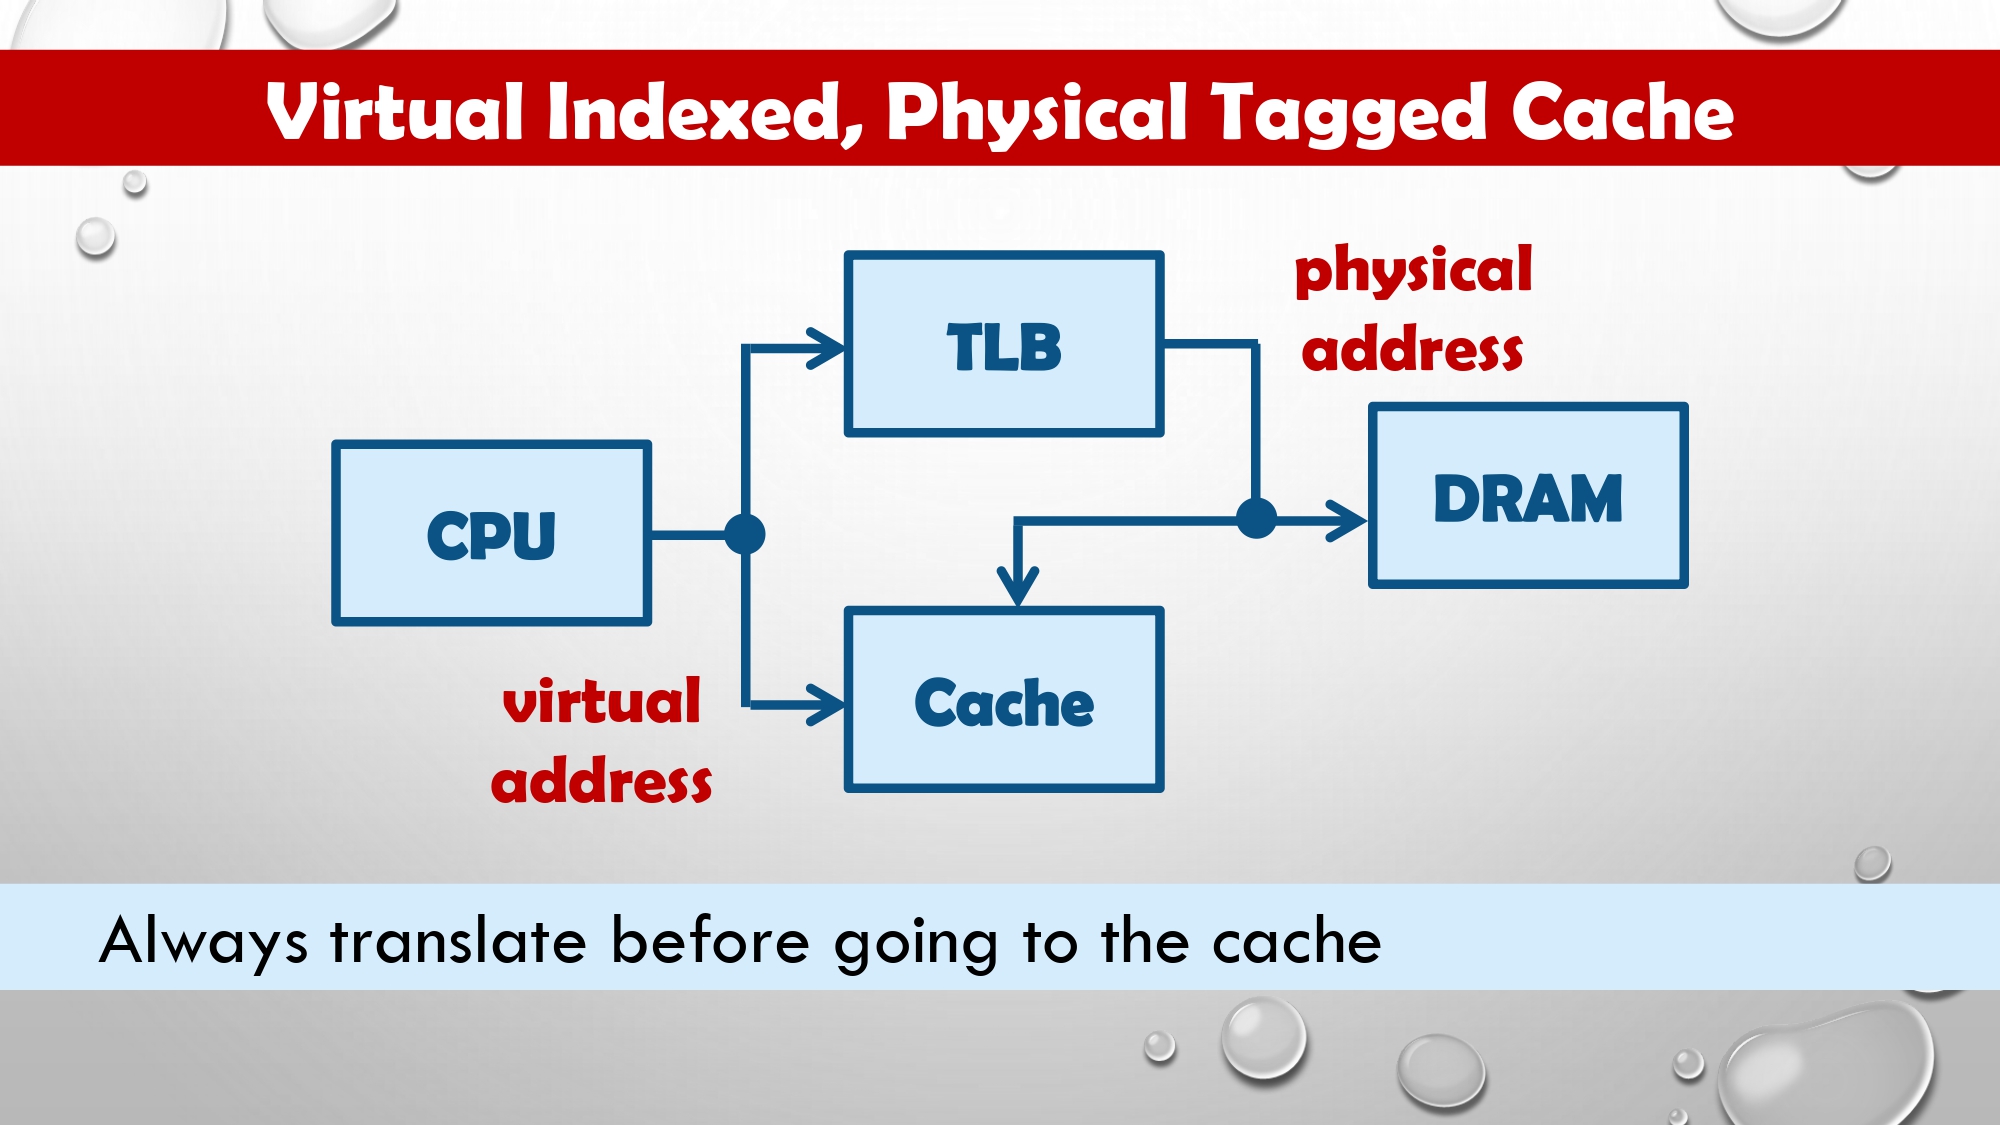 Virtual Indexed, Physical Tagged Cache
physical
address
TLB
DRAM
CPU
Cache
virtual
address
Always translate before going to the cache